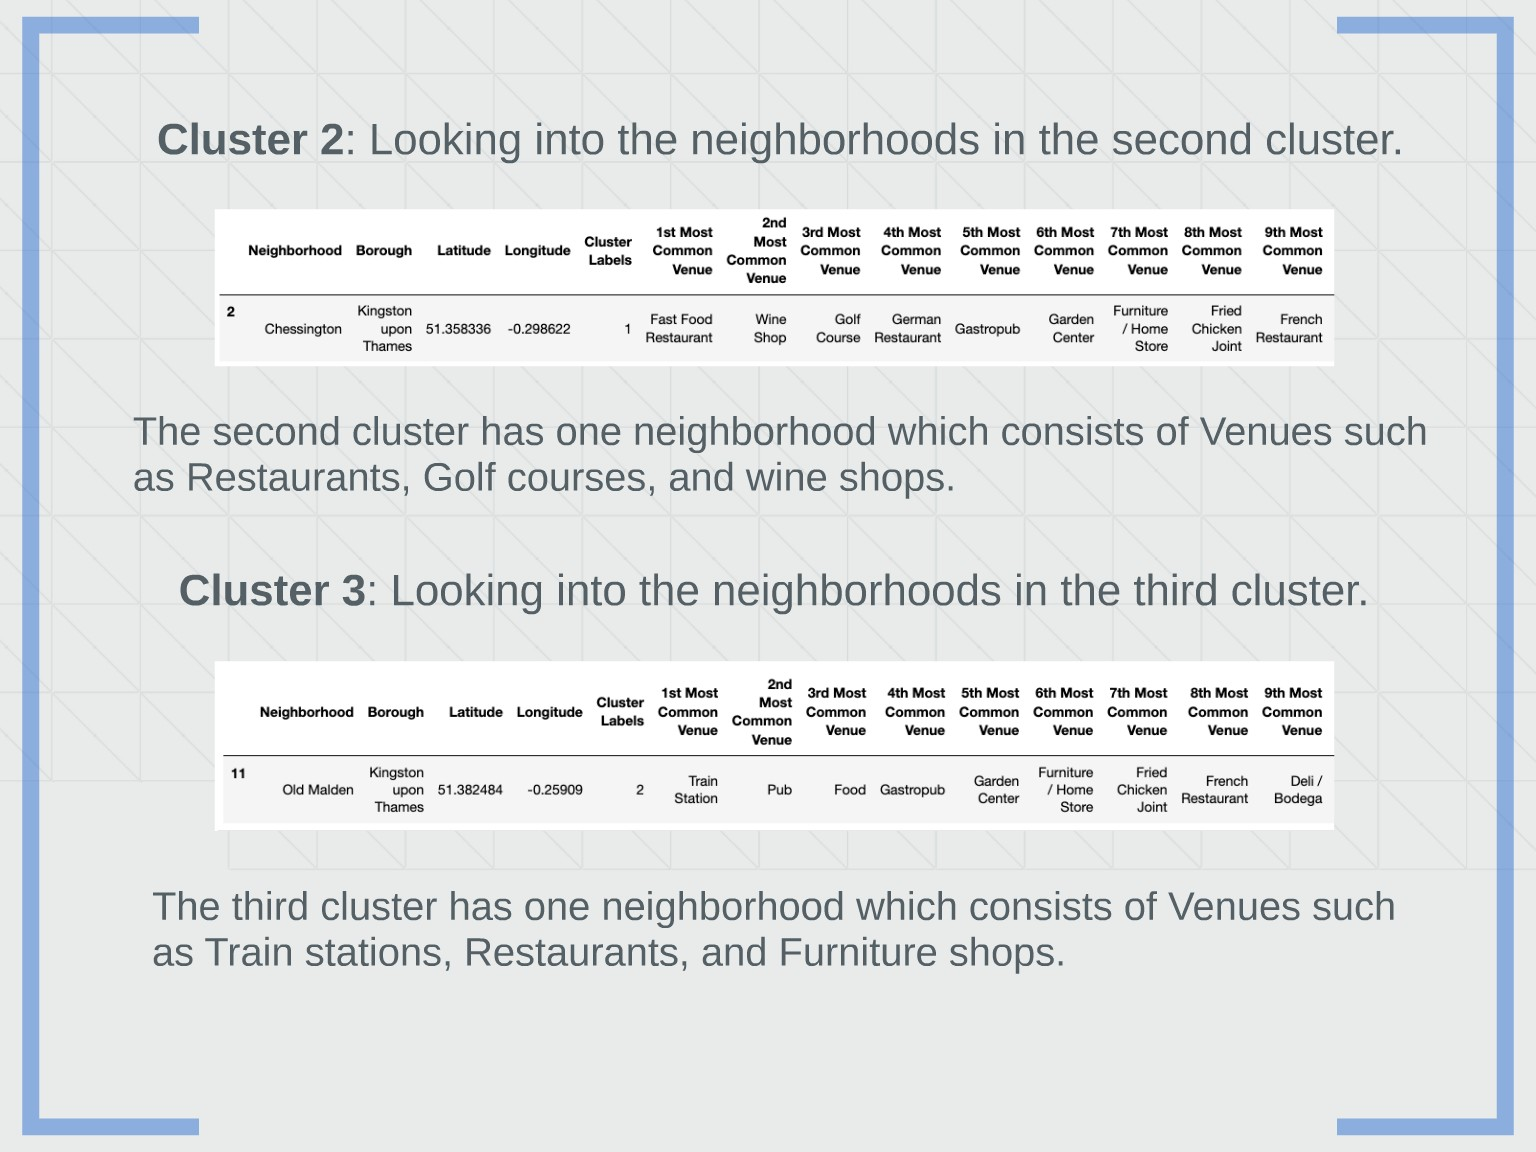 Cluster 2: Looking into the neighborhoods in the second cluster.
Neighborhood Borough Latitude Longitude Cluster Labels 1st Most Common Venue 2nd Most Common Venue 3rd Most Common Venue 4th Most Common Venue 5th Most Common Venue 6th Most Common Venue 7th Most Common Venue 8th Most Common Venue 9th Most Common Venue
2 Chessington Kingston upon Thames 51.358336 -0.298622 1 Fast Food Restaurant Wine Shop Golf Course German Restaurant Gastropub Garden Center Furniture / Home Store Fried Chicken Joint French Restaurant
The second cluster has one neighborhood which consists of Venues such
as Restaurants, Golf courses, and wine shops.
Cluster 3: Looking into the neighborhoods in the third cluster.
Neighborhood Borough Latitude Longitude Cluster Labels 1st Most Common Venue 2nd Most Common Venue 3rd Most Common Venue 4th Most Common Venue 5th Most Common Venue 6th Most Common Venue 7th Most Common Venue 8th Most Common Venue 9th Most Common Venue
11 Old Malden Kingston upon Thames 51.382484 -0.25909 2 Train Station Pub Food Gastropub Garden Center Furniture / Home Store Fried Chicken Joint French Restaurant Deli / Bodega
The third cluster has one neighborhood which consists of Venues such
as Train stations, Restaurants, and Furniture shops.